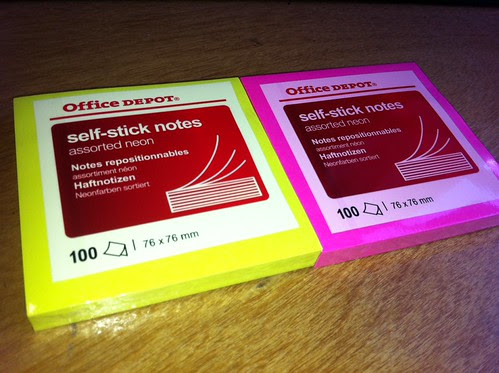 Office DEPOT®
self-stick notes
assorted neon
Notes repositionnables
assortiment néon
Haftnotizen
Neonfarben sortiert
100 | 76 x 76 mm
Office DEPOT®
self-stick notes
assorted neon
Notes repositionnables
assortiment néon
Haftnotizen
Neonfarben sortiert
100 | 76 x 76 mm